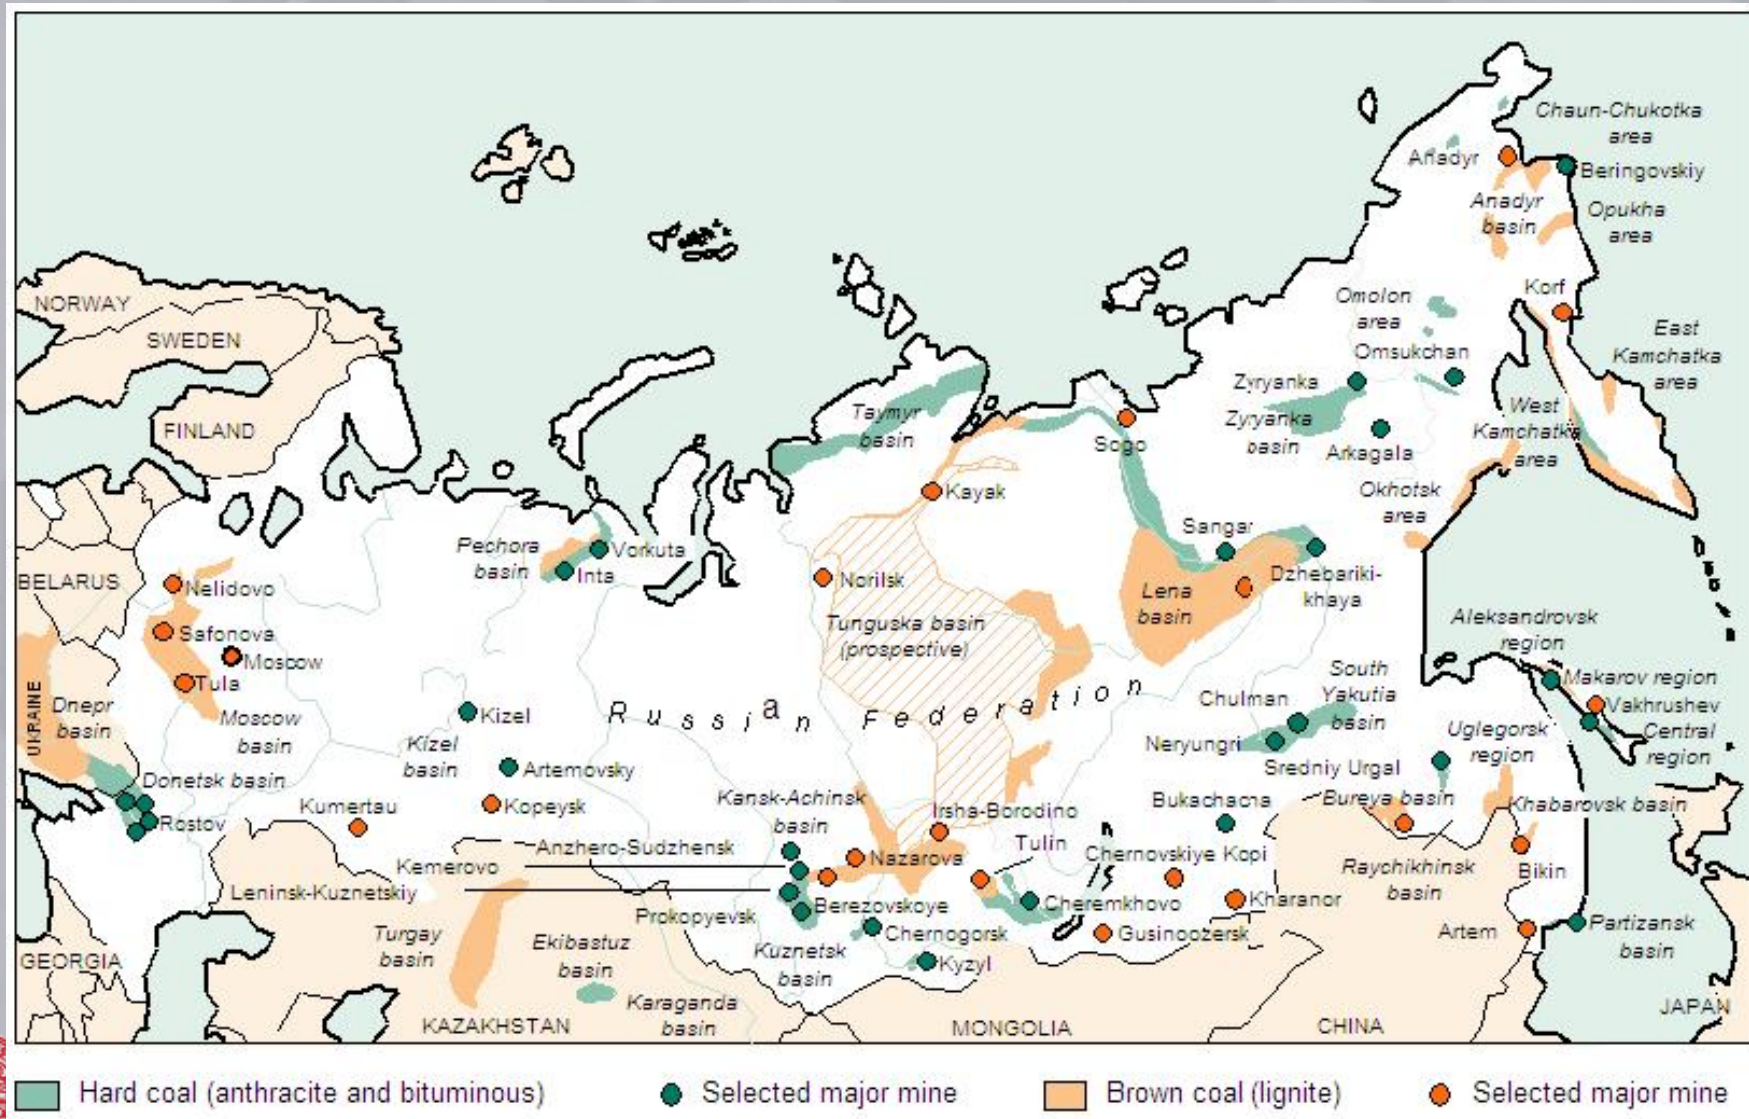 Chaun-Chukotka
area
Anadyr
Beringovskiy
Anadyr
basin
Opukha
area
NORWAY
SWEDEN
FINLAND
Omolon
area
Korf
East
Kamchatka
area
Omsukchan
Zyryanka
Zyryanka
basin
Arkagala
West
Kamchatka
area
Taymyr
basin
Sogo
Kayak
Okhotsk
area
Sangar
Pechora
basin
Vorkuta
Inta
BELARUS
Nelidovo
Norilsk
Dzhebariki-
khaya
Lena
basin
Safonova
Moscow
Tula
Tunguska basin
(prospective)
Aleksandrovsk
region
UKRAINE
Dnepr
basin
Moscow
basin
Kizel
Kizel
basin
Russian Federation
Chulman
South
Yakutia
basin
Makarov region
Vakhrushev
Central
region
Neryungri
Uglegorsk
region
Donetsk basin
Artemovsky
Sredniy Urgal
Kumertau
Kopeysk
Kansk-Achinsk
basin
Irsha-Borodino
Bukachacha
Bureya basin
Khabarovsk basin
Rostov
Anzhero-Sudzhensk
Tulin
Nazarova
Chernovskiye Kopi
Kemerovo
Raychikhinsk
basin
Bikin
Leninsk-Kuznetskiy
Prokopyevsk
Berezovskoye
Cheremkhovo
Kharanor
Turgay
basin
Ekibastuz
basin
Kuznetsk
basin
Chernogorsk
Gusinoozersk
Artem
Partizansk
basin
GEORGIA
Kyzyl
Karaganda
basin
KAZAKHSTAN
MONGOLIA
CHINA
JAPAN
Hard coal (anthracite and bituminous)
Selected major mine
Brown coal (lignite)
Selected major mine